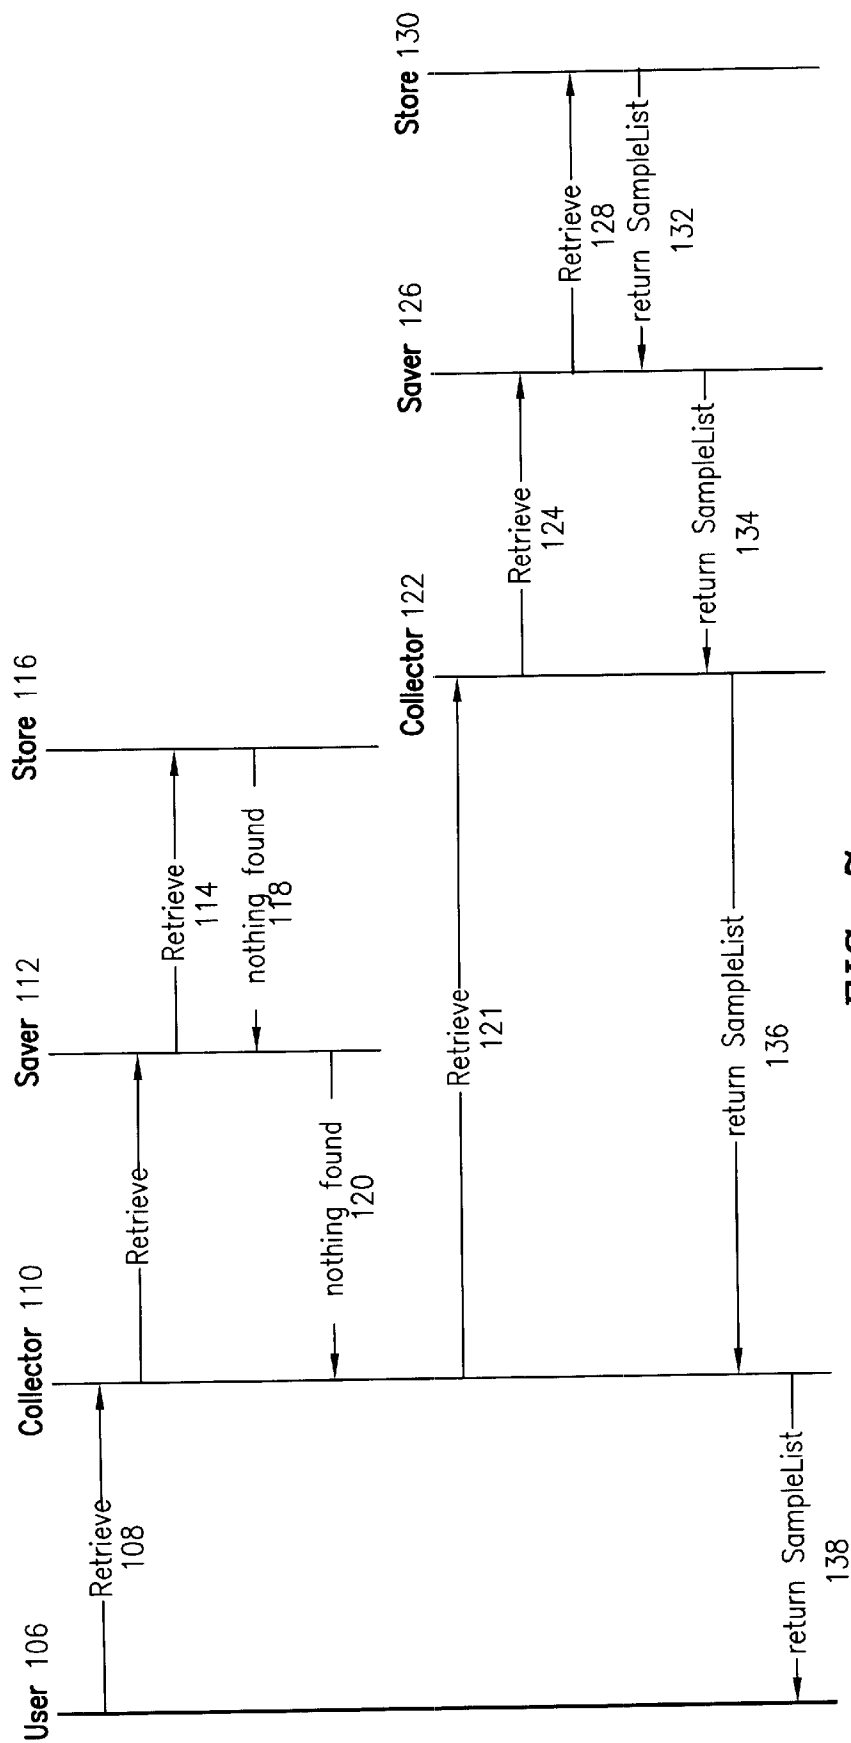 User 106
Collector 110
Saver 112
Store 116
Retrieve
108
Retrieve
Retrieve
114
nothing found
118
nothing found
120
Collector 122
Saver 126
Store 130
Retrieve
121
Retrieve
124
Retrieve
128
return SampleList
132
return SampleList
134
return SampleList
136
return SampleList
138